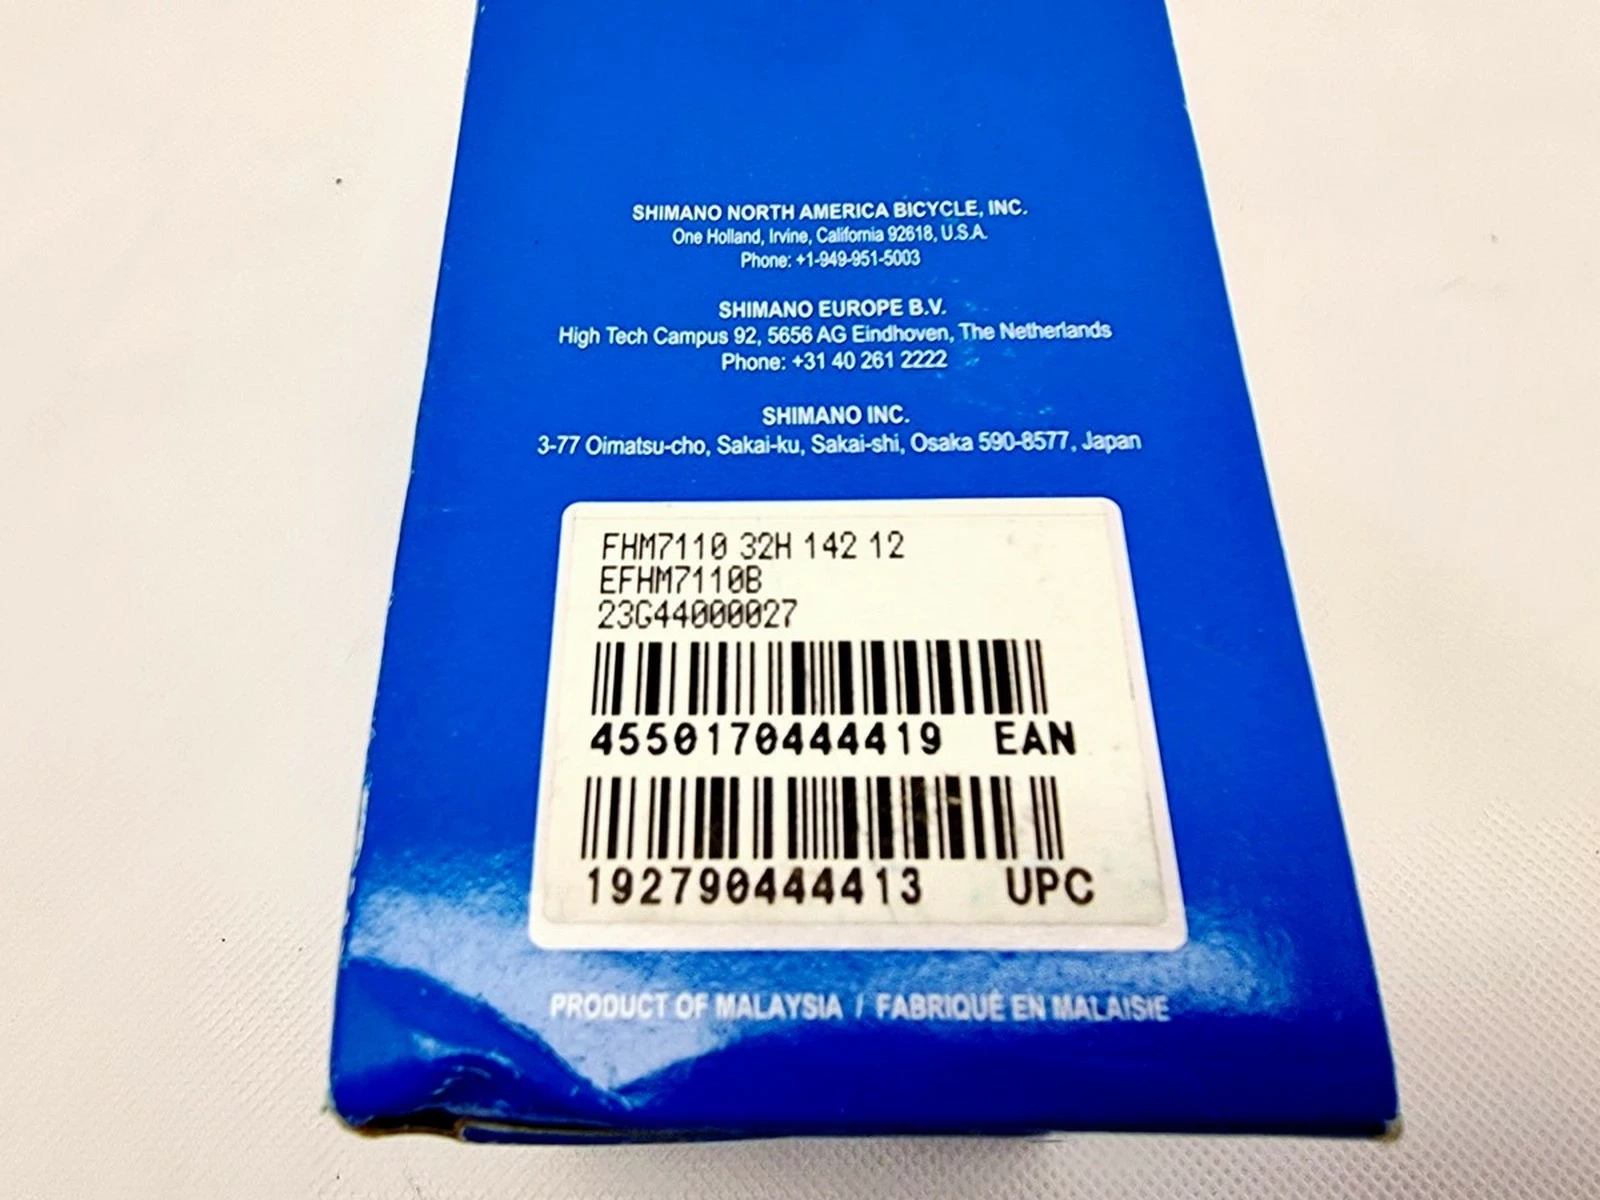 SHIMANO NORTH AMERICA BICYCLE, INC.
One Holland, Irvine, California 92618, U.S.A.
Phone: +1-949-951-5003
SHIMANO EUROPE B.V.
High Tech Campus 92, 5656 AG Eindhoven, The Netherlands
Phone: +31 40 261 2222
SHIMANO INC.
3-77 Oimatsu-cho, Sakai-ku, Sakai-shi, Osaka 590-8577, Japan
FHM7110 32H 142 12
EFHM7110B
23G44000027
4550170444419 EAN
192790444413 UPC
PRODUCT OF MALAYSIA / FABRIQUÉ EN MALAISIE